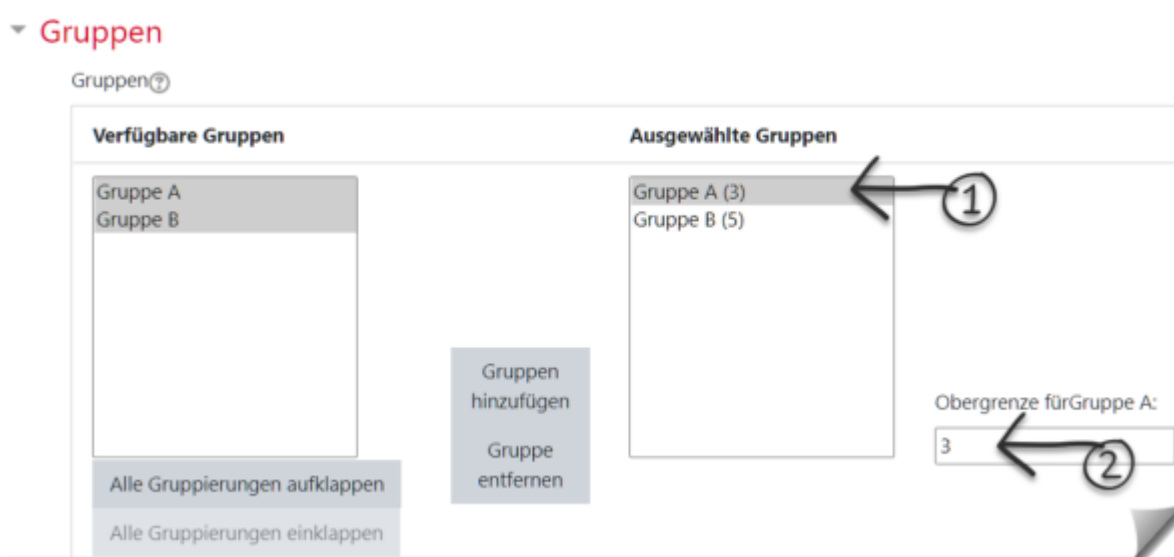 Gruppen
Gruppen?
Verfügbare Gruppen
Ausgewählte Gruppen
Gruppe A
Gruppe B
Gruppe A (3)
Gruppe B (5)
1
Gruppen
hinzufügen
Gruppe
entfernen
Obergrenze fürGruppe A:
3
2
Alle Gruppierungen aufklappen
Alle Gruppierungen einklappen